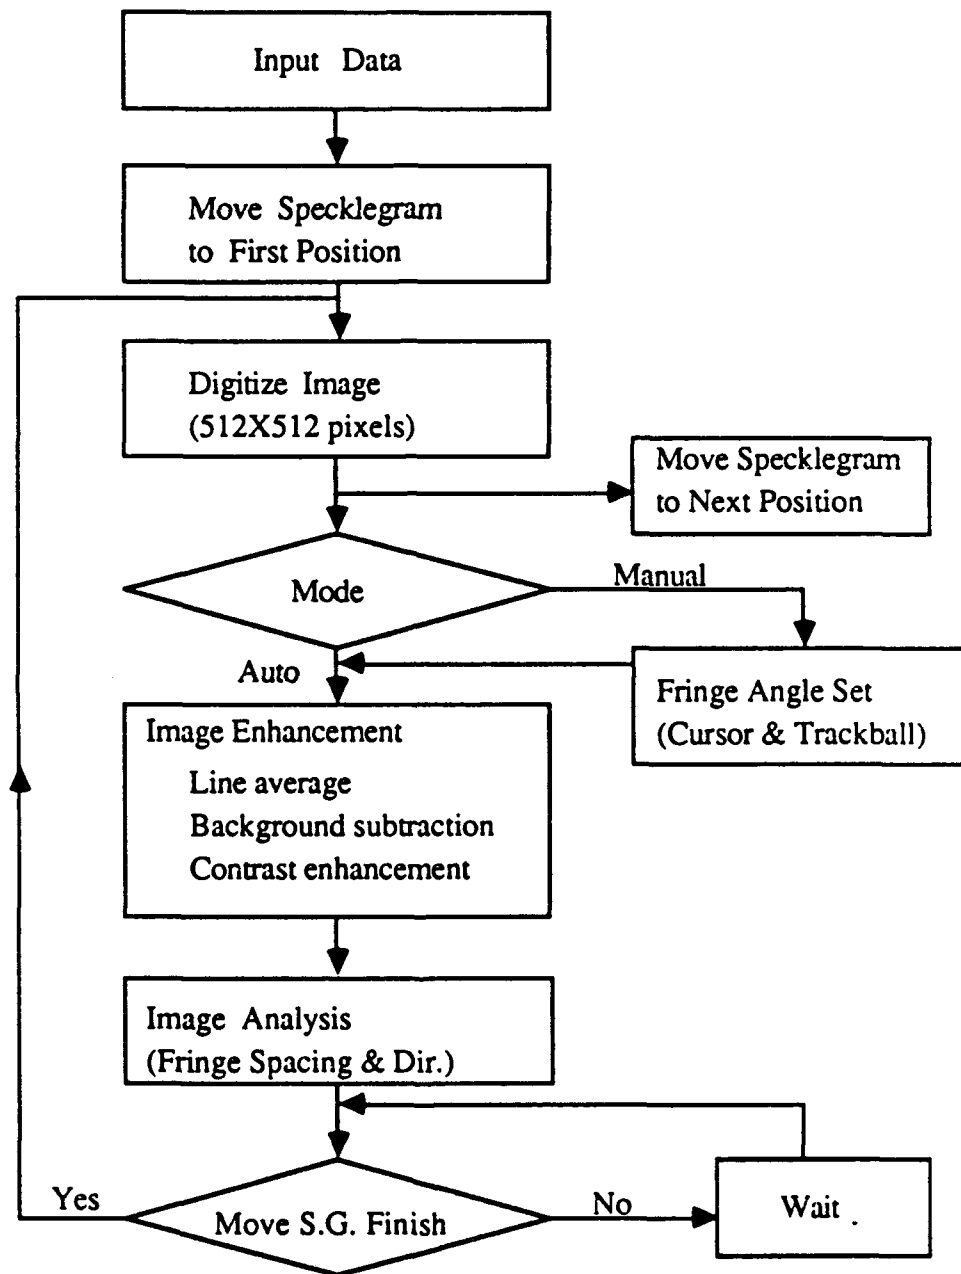 Input Data
Move Specklegram
to First Position
Digitize Image
(512X512 pixels)
Move Specklegram
to Next Position
Mode
Manual
Auto
Fringe Angle Set
(Cursor & Trackball)
Image Enhancement
Line average
Background subtraction
Contrast enhancement
Image Analysis
(Fringe Spacing & Dir.)
Yes
Move S.G. Finish
No
Wait